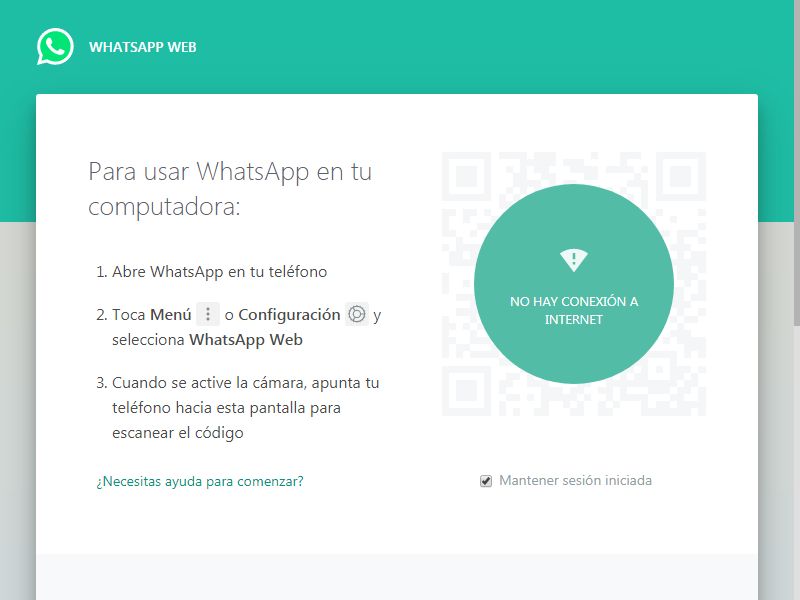 WHATSAPP WEB
Para usar WhatsApp en tu
computadora:
1. Abre WhatsApp en tu teléfono
2. Toca Menú o Configuración y
selecciona WhatsApp Web
3. Cuando se active la cámara, apunta tu
teléfono hacia esta pantalla para
escanear el código
¿Necesitas ayuda para comenzar?
NO HAY CONEXIÓN A
INTERNET
Mantener sesión iniciada